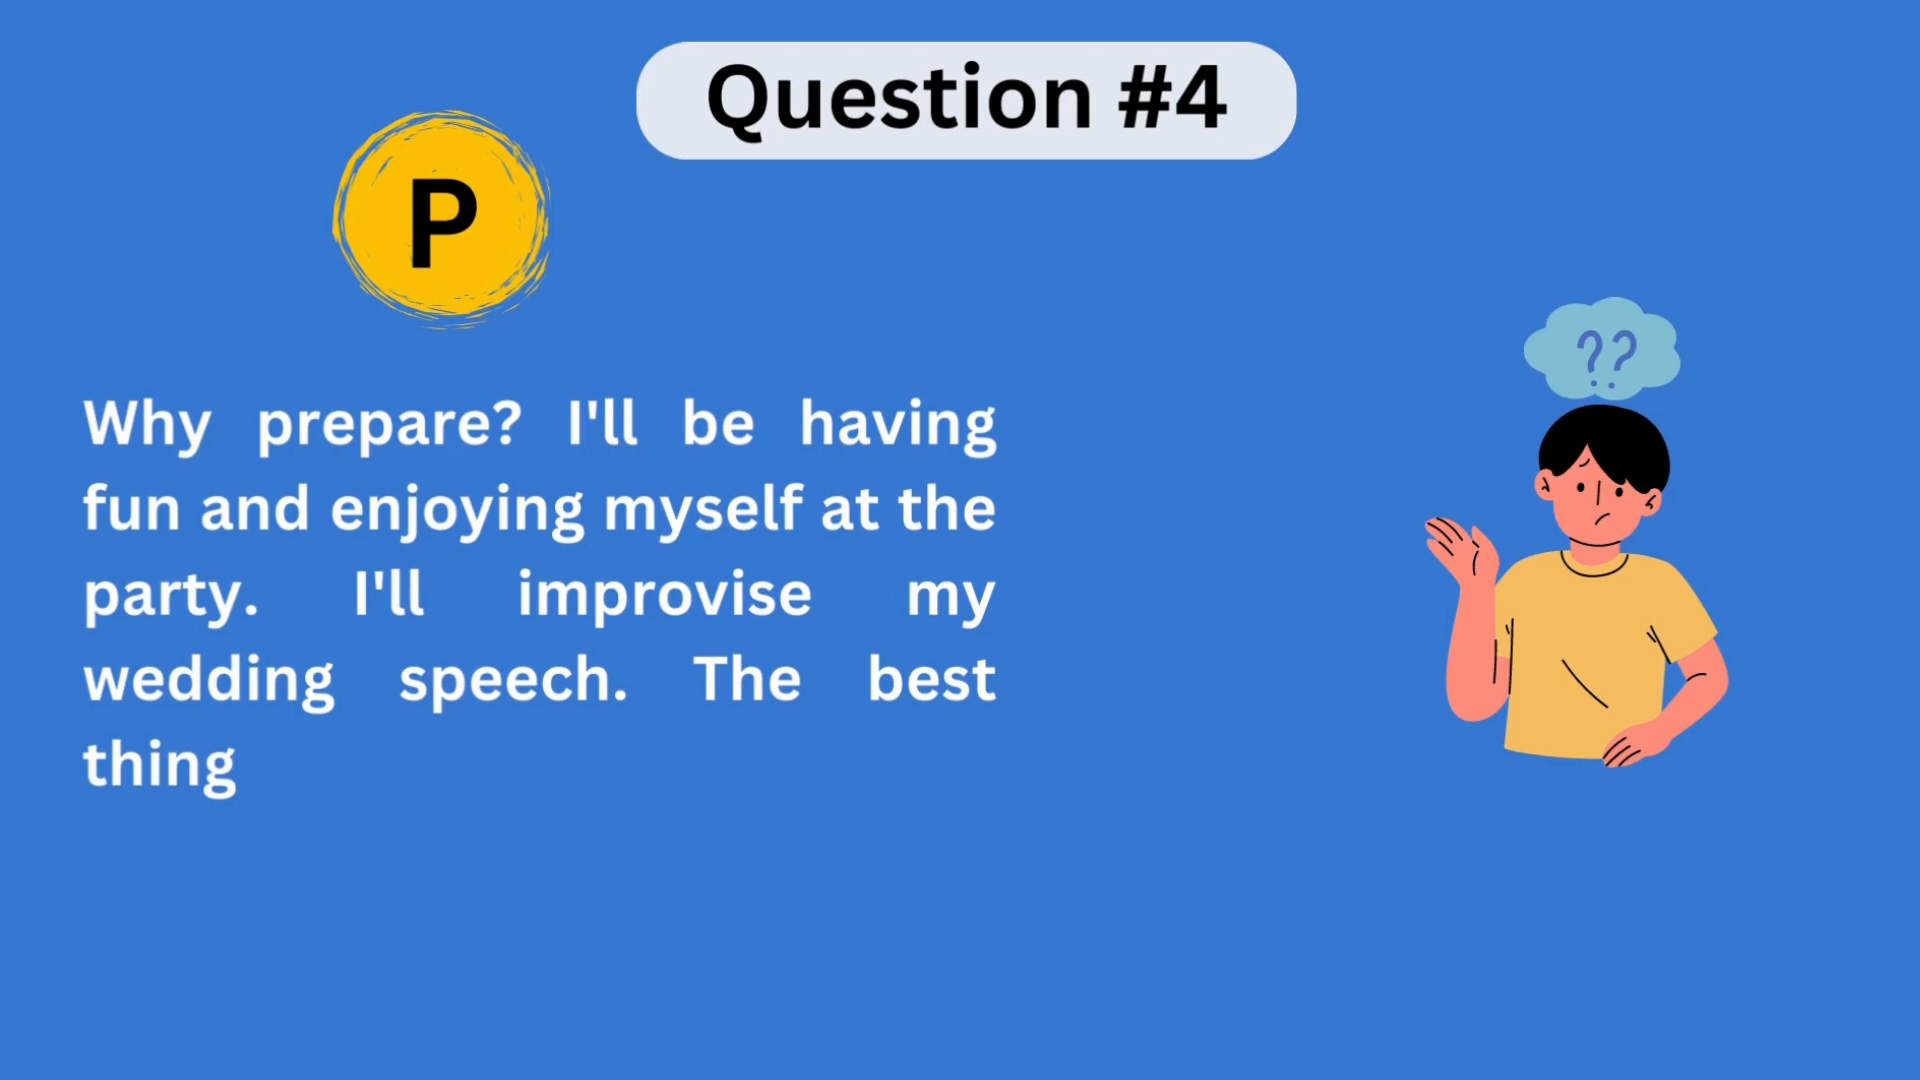 Question #4
P
??
Why prepare? I'll be having
fun and enjoying myself at the
party. I'll improvise my
wedding speech. The best
thing